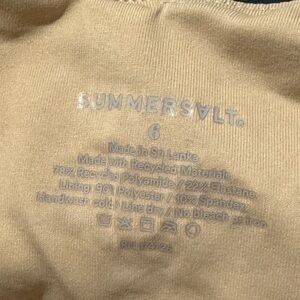 SUMMERSALT.
6
Made in Sri Lanka
Made with Recycled Materials.
78% Recycled Polyamide / 22% Elastane.
Lining 90% Polyester / 10% Spandex.
Handwash cold / Line dry / No Bleach or Iron.